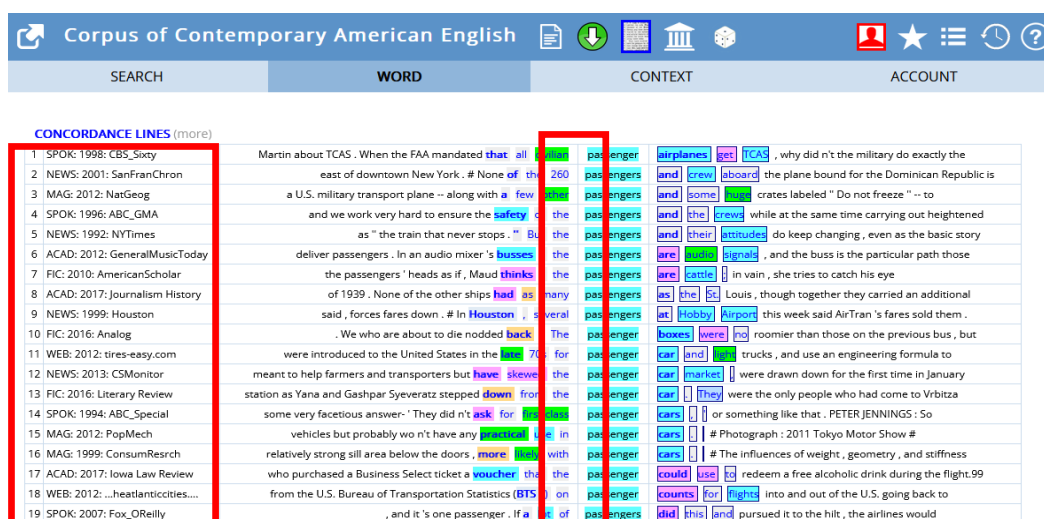 Corpus of Contemporary American English
SEARCH WORD CONTEXT ACCOUNT
CONCORDANCE LINES (more)
1 SPOK: 1998: CBS_Sixty Martin about TCAS . When the FAA mandated that all civilian passenger airplanes get TCAS , why did n't the military do exactly the
2 NEWS: 2001: SanFranChron east of downtown New York . # None of the 260 passengers and crew aboard the plane bound for the Dominican Republic is
3 MAG: 2012: NatGeog a U.S. military transport plane -- along with a few other passengers and some huge crates labeled " Do not freeze " -- to
4 SPOK: 1996: ABC_GMA and we work very hard to ensure the safety of the passengers and the crews while at the same time carrying out heightened
5 NEWS: 1992: NYTimes as " the train that never stops . " But the passengers and their attitudes do keep changing , even as the basic story
6 ACAD: 2012: GeneralMusicToday deliver passengers . In an audio mixer 's busses the passengers are audio signals , and the buss is the particular path those
7 FIC: 2010: AmericanScholar the passengers ' heads as if , Maud thinks the passengers are cattle ; in vain , she tries to catch his eye
8 ACAD: 2017: Journalism History of 1939 . None of the other ships had as many passengers as the St. Louis , though together they carried an additional
9 NEWS: 1999: Houston said , forces fares down . # In Houston , several passengers at Hobby Airport this week said AirTran 's fares sold them .
10 FIC: 2016: Analog . We who are about to die nodded back The passenger boxes were no roomier than those on the previous bus , but
11 WEB: 2012: tires-easy.com were introduced to the United States in the late 70s for passenger car and light trucks , and use an engineering formula to
12 NEWS: 2013: CSMonitor meant to help farmers and transporters but have skewed the passenger car market , were drawn down for the first time in January
13 FIC: 2016: Literary Review station as Yana and Gashpar Syeveratz stepped down from the passenger car . They were the only people who had come to Vrbitza
14 SPOK: 1994: ABC_Special some very facetious answer- ' They did n't ask for first class passenger cars . ' or something like that . PETER JENNINGS : So
15 MAG: 2012: PopMech vehicles but probably wo n't have any practical use in passenger cars . # Photograph : 2011 Tokyo Motor Show #
16 MAG: 1999: ConsumResrch relatively strong sill area below the doors , more likely with passenger cars . # The influences of weight , geometry , and stiffness
17 ACAD: 2017: Iowa Law Review who purchased a Business Select ticket a voucher that the passengers could use to redeem a free alcoholic drink during the flight.99
18 WEB: 2012: ...heatlanticcities.... from the U.S. Bureau of Transportation Statistics (BTS ) on passenger counts for flights into and out of the U.S. going back to
19 SPOK: 2007: Fox_OReilly , and it 's one passenger . If a lot of passengers did this and pursued it to the hilt , the airlines would